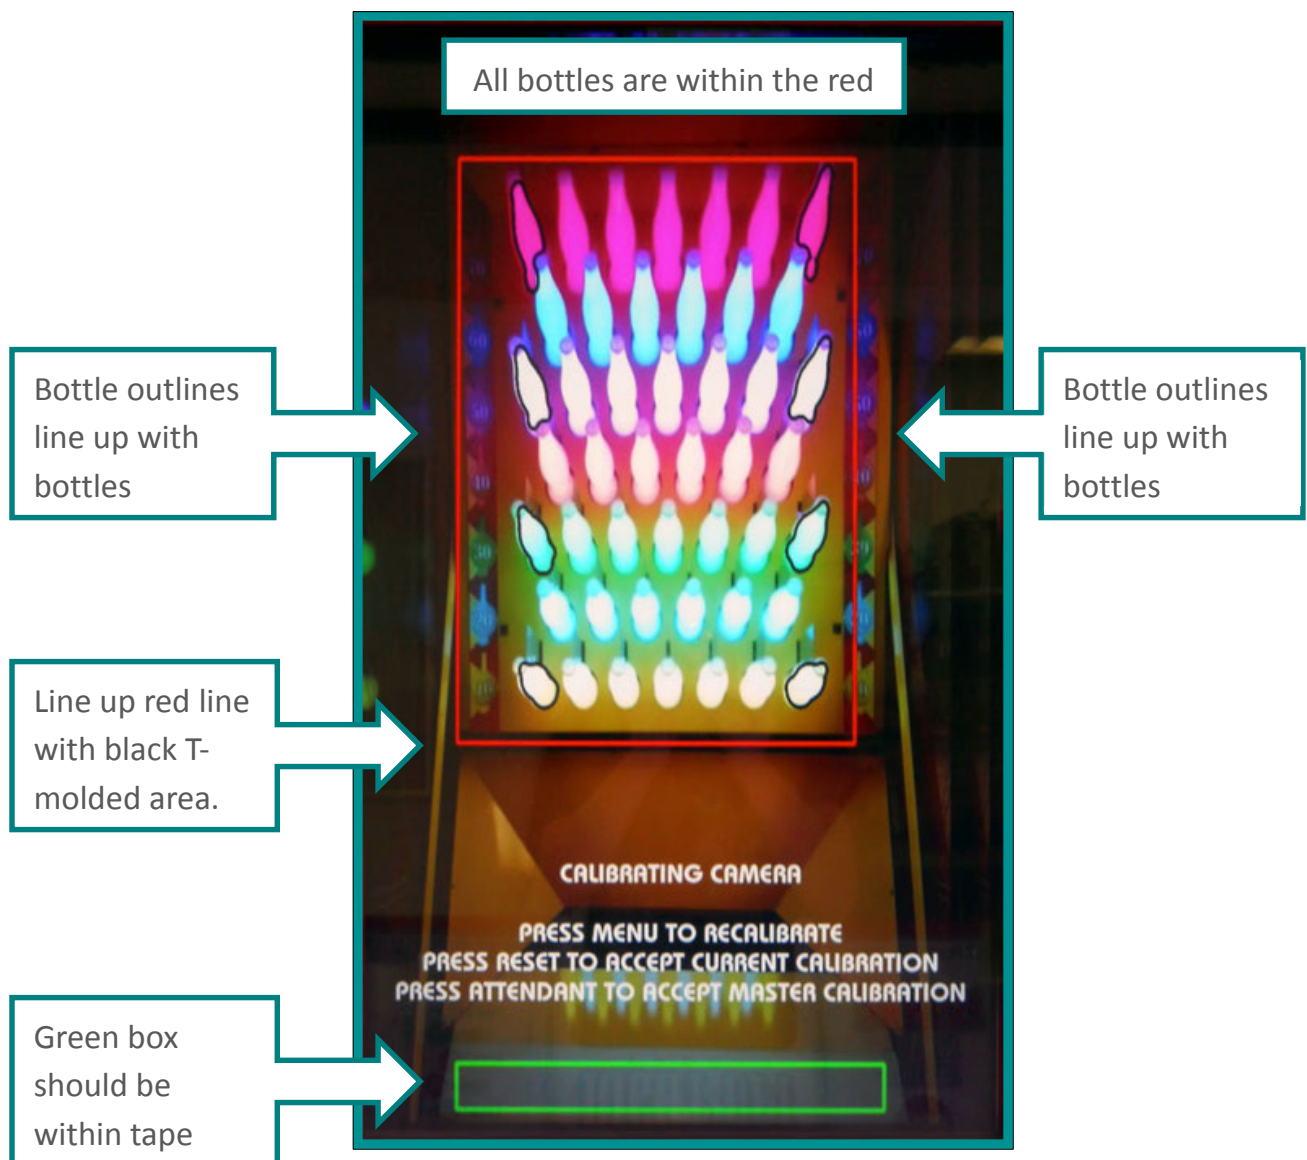 All bottles are within the red
Bottle outlines
line up with
bottles
Bottle outlines
line up with
bottles
Line up red line
with black T-
molded area.
CALIBRATING CAMERA
PRESS MENU TO RECALIBRATE
PRESS RESET TO ACCEPT CURRENT CALIBRATION
PRESS ATTENDANT TO ACCEPT MASTER CALIBRATION
Green box
should be
within tape